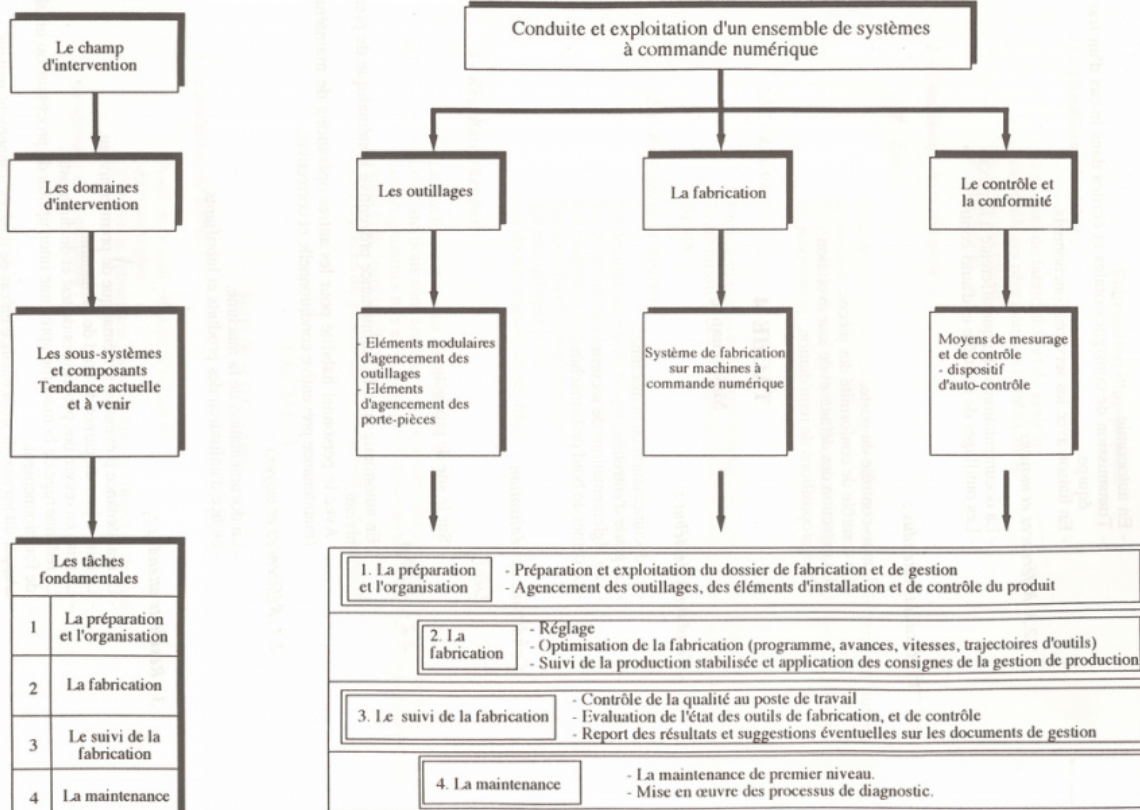 Le champ
d'intervention
Conduite et exploitation d'un ensemble de systèmes
à commande numérique
Les domaines
d'intervention
Les outillages
La fabrication
Le contrôle et
la conformité
Les sous-systèmes
et composants
Tendance actuelle
et à venir
- Eléments modulaires
d'agencement des
outillages
- Eléments
d'agencement des
porte-pièces
Système de fabrication
sur machines à
commande numérique
Moyens de mesurage
et de contrôle
- dispositif
d'auto-contrôle
Les tâches
fondamentales
1 La préparation
et l'organisation
2 La fabrication
3 Le suivi de la
fabrication
4 La maintenance
1. La préparation
et l'organisation
- Préparation et exploitation du dossier de fabrication et de gestion
- Agencement des outillages, des éléments d'installation et de contrôle du produit
2. La
fabrication
- Réglage
- Optimisation de la fabrication (programme, avances, vitesses, trajectoires d'outils)
- Suivi de la production stabilisée et application des consignes de la gestion de production
3. Le suivi de la fabrication
- Contrôle de la qualité au poste de travail
- Evaluation de l'état des outils de fabrication, et de contrôle
- Report des résultats et suggestions éventuelles sur les documents de gestion
4. La maintenance
- La maintenance de premier niveau.
- Mise en œuvre des processus de diagnostic.